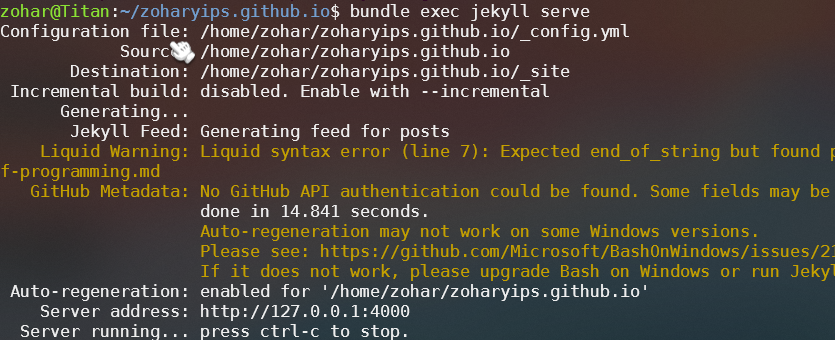 zohar@Titan:~/zoharyips.github.io$ bundle exec jekyll serve
Configuration file: /home/zohar/zoharyips.github.io/_config.yml
Source: /home/zohar/zoharyips.github.io
Destination: /home/zohar/zoharyips.github.io/_site
Incremental build: disabled. Enable with --incremental
Generating...
Jekyll Feed: Generating feed for posts
Liquid Warning: Liquid syntax error (line 7): Expected end_of_string but found
f-programming.md
GitHub Metadata: No GitHub API authentication could be found. Some fields may be
done in 14.841 seconds.
Auto-regeneration may not work on some Windows versions.
Please see: https://github.com/Microsoft/BashOnWindows/issues/21
If it does not work, please upgrade Bash on Windows or run Jekyl
Auto-regeneration: enabled for '/home/zohar/zoharyips.github.io'
Server address: http://127.0.0.1:4000
Server running... press ctrl-c to stop.